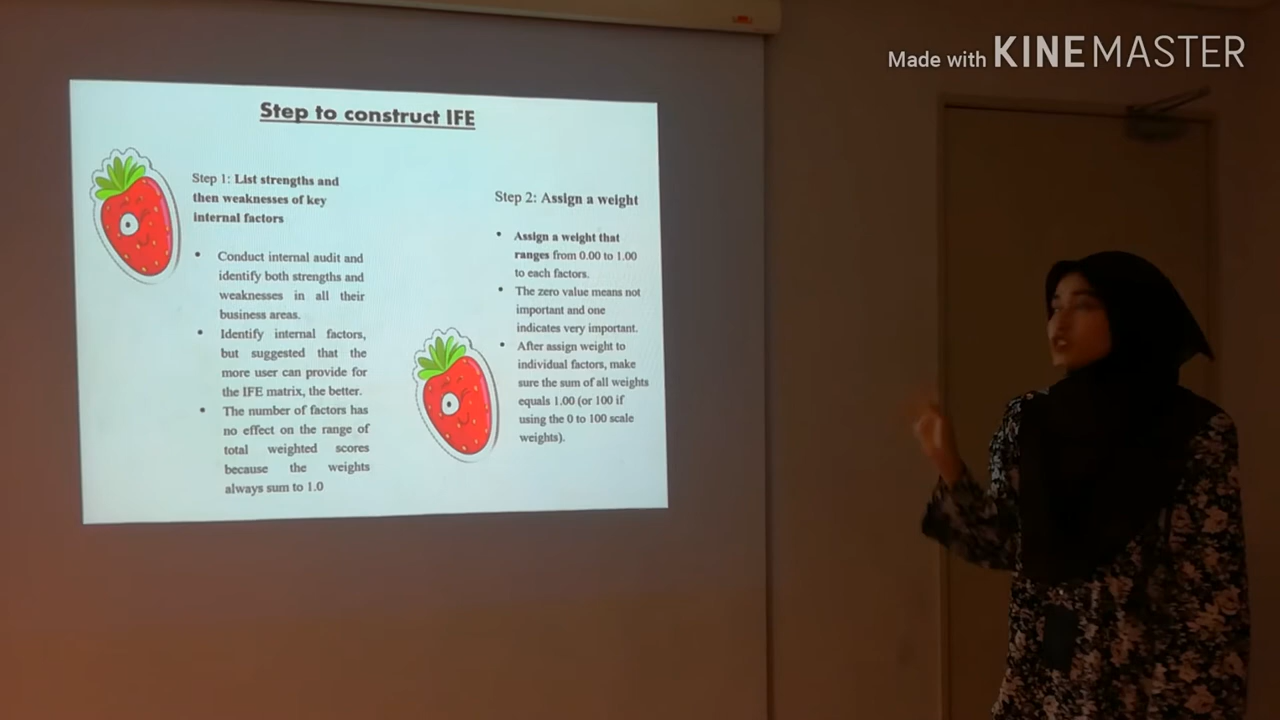 Made with KINEMASTER
Step to construct IFE
Step 1: List strengths and
then weaknesses of key
internal factors
• Conduct internal audit and
identify both strengths and
weaknesses in all their
business areas.
• Identify internal factors,
but suggested that the
more user can provide for
the IFE matrix, the better.
• The number of factors has
no effect on the range of
total weighted scores
because the weights
always sum to 1.0
Step 2: Assign a weight
• Assign a weight that
ranges from 0.00 to 1.00
to each factors.
• The zero value means not
important and one
indicates very important.
• After assign weight to
individual factors, make
sure the sum of all weights
equals 1.00 (or 100 if
using the 0 to 100 scale
weights).